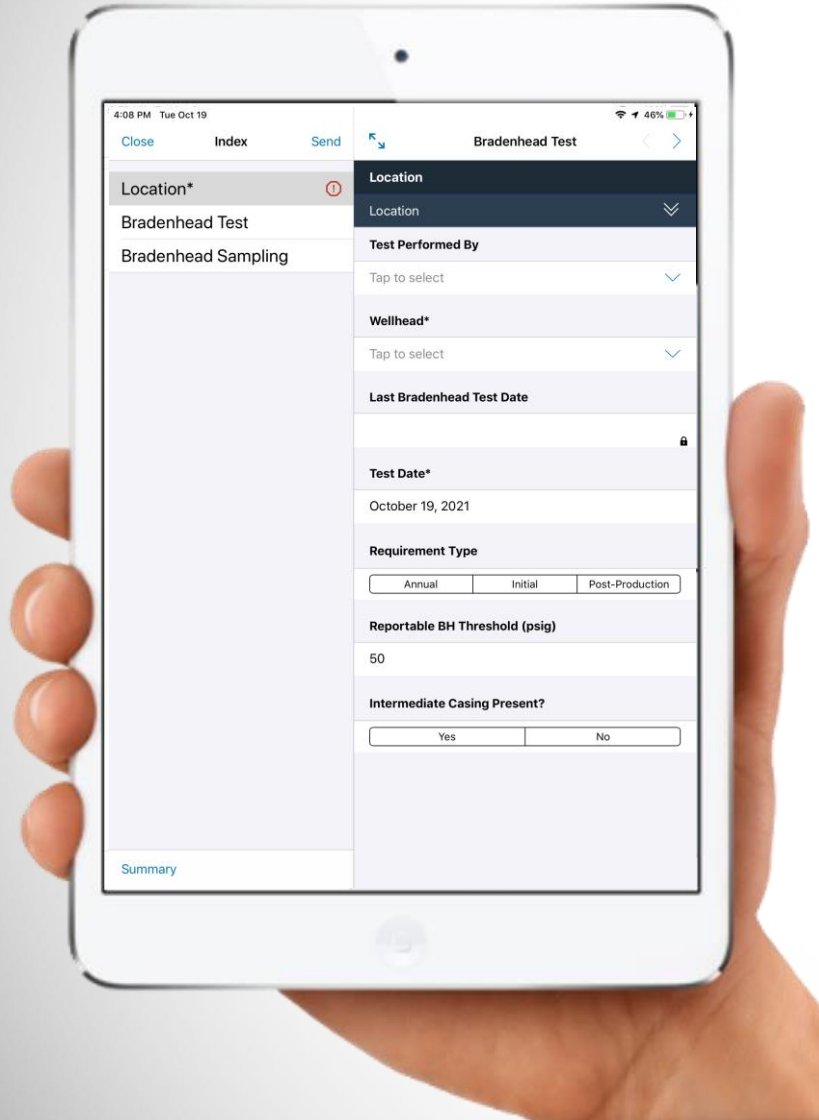 4:08 PM Tue Oct 19
46%
Close Index Send
Bradenhead Test
Location*
Bradenhead Test
Bradenhead Sampling
Summary
Location
Location
Test Performed By
Tap to select
Wellhead*
Tap to select
Last Bradenhead Test Date
Test Date*
October 19, 2021
Requirement Type
Annual Initial Post-Production
Reportable BH Threshold (psig)
50
Intermediate Casing Present?
Yes No